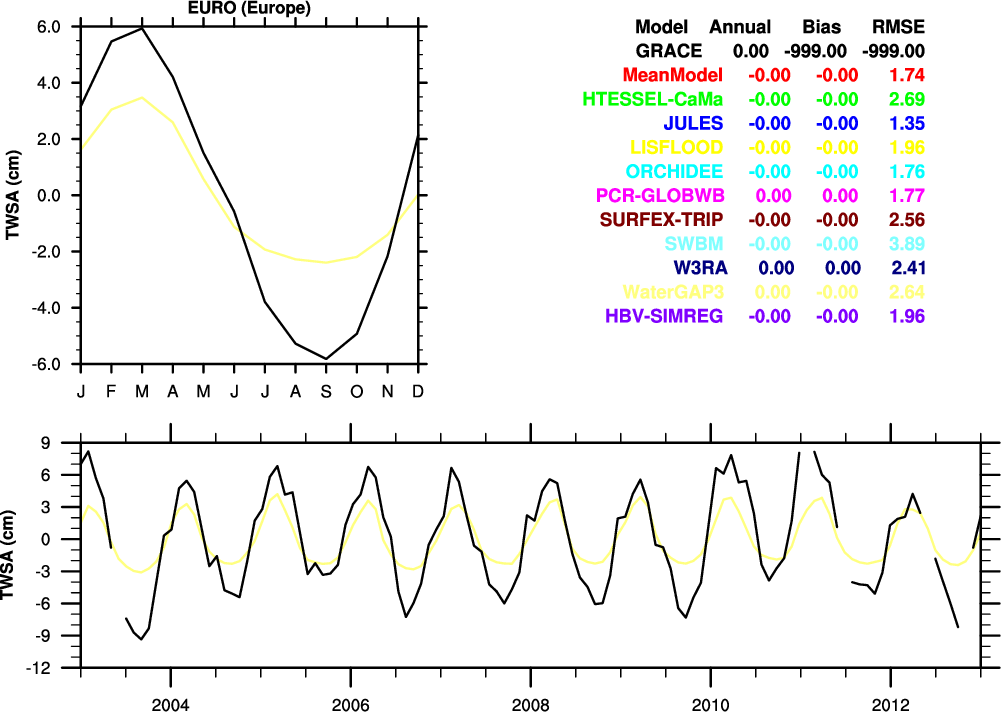 EURO (Europe)
6.0
4.0
2.0
0.0
-2.0
-4.0
-6.0
TWSA (cm)
J F M A M J J A S O N D
Model Annual Bias RMSE
GRACE 0.00 -999.00 -999.00
MeanModel -0.00 -0.00 1.74
HTESSEL-CaMa -0.00 -0.00 2.69
JULES -0.00 -0.00 1.35
LISFLOOD -0.00 -0.00 1.96
ORCHIDEE -0.00 -0.00 1.76
PCR-GLOBWB 0.00 0.00 1.77
SURFEX-TRIP -0.00 -0.00 2.56
SWBM -0.00 -0.00 3.89
W3RA 0.00 0.00 2.41
WaterGAP3 0.00 -0.00 2.64
HBV-SIMREG -0.00 -0.00 1.96
9
6
3
0
-3
-6
-9
-12
TWSA (cm)
2004 2006 2008 2010 2012